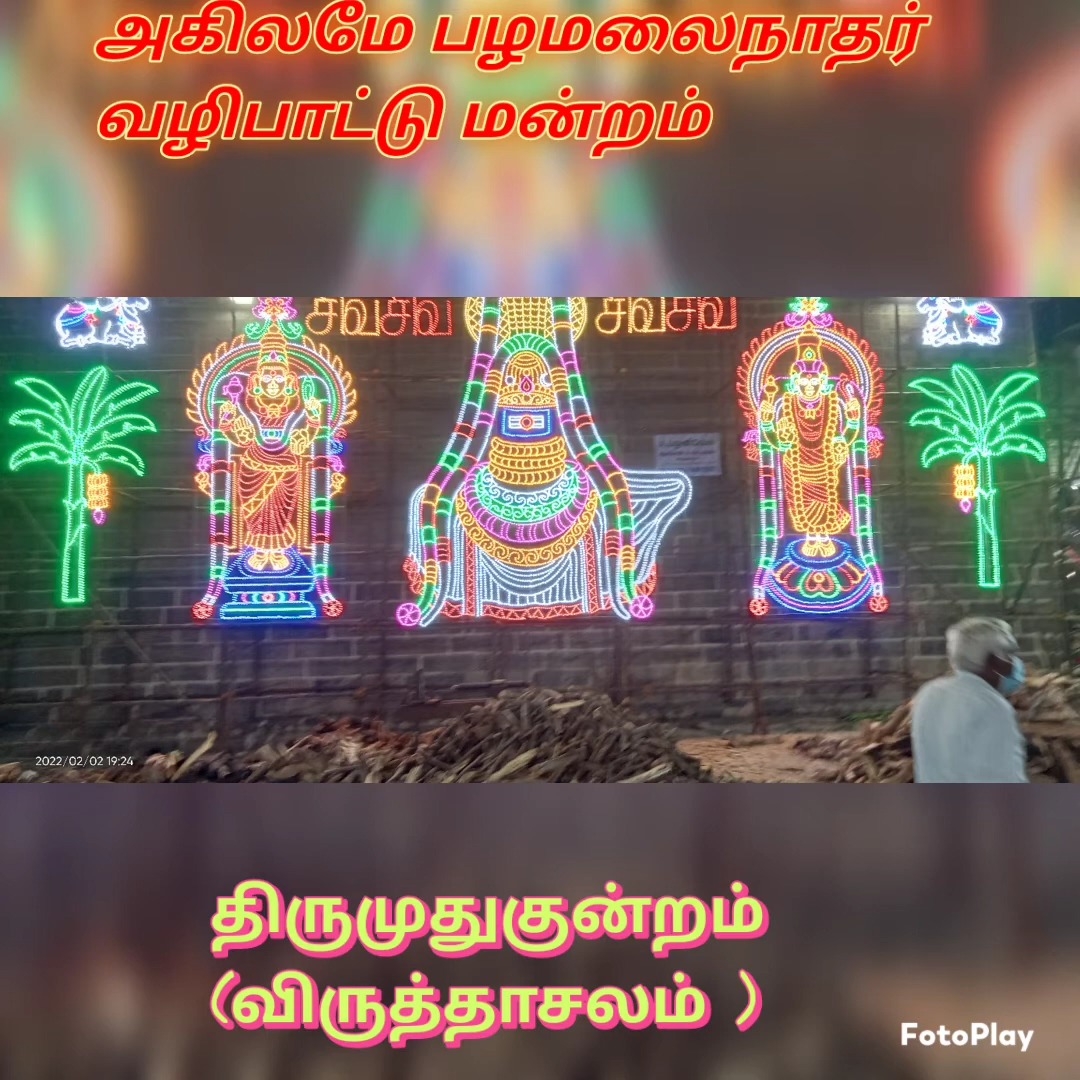 அகிலமே பழமலைநாதர்
வழிபாட்டு மன்றம்
சிவசிவ சிவசிவ
2022/02/02 19:24
திருமுதுகுன்றம்
(விருத்தாசலம் )
FotoPlay